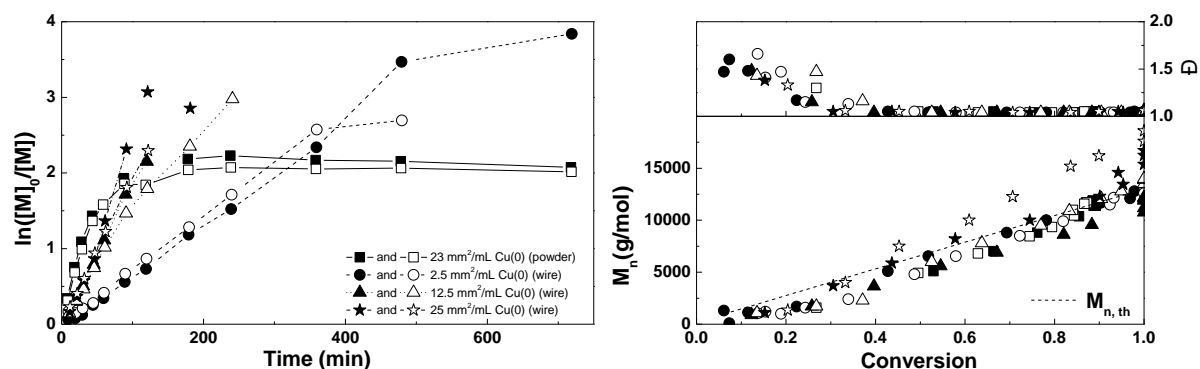 4
3
2
1
0
ln([M]0/[M])
0 200 400 600
Time (min)
and 23 mm²/mL Cu(0) (powder)
and 2.5 mm²/mL Cu(0) (wire)
and 12.5 mm²/mL Cu(0) (wire)
and 25 mm²/mL Cu(0) (wire)
2.0
1.5
1.0
Đ
15000
10000
5000
0
Mn(g/mol)
Mn, th
0.0 0.2 0.4 0.6 0.8 1.0
Conversion